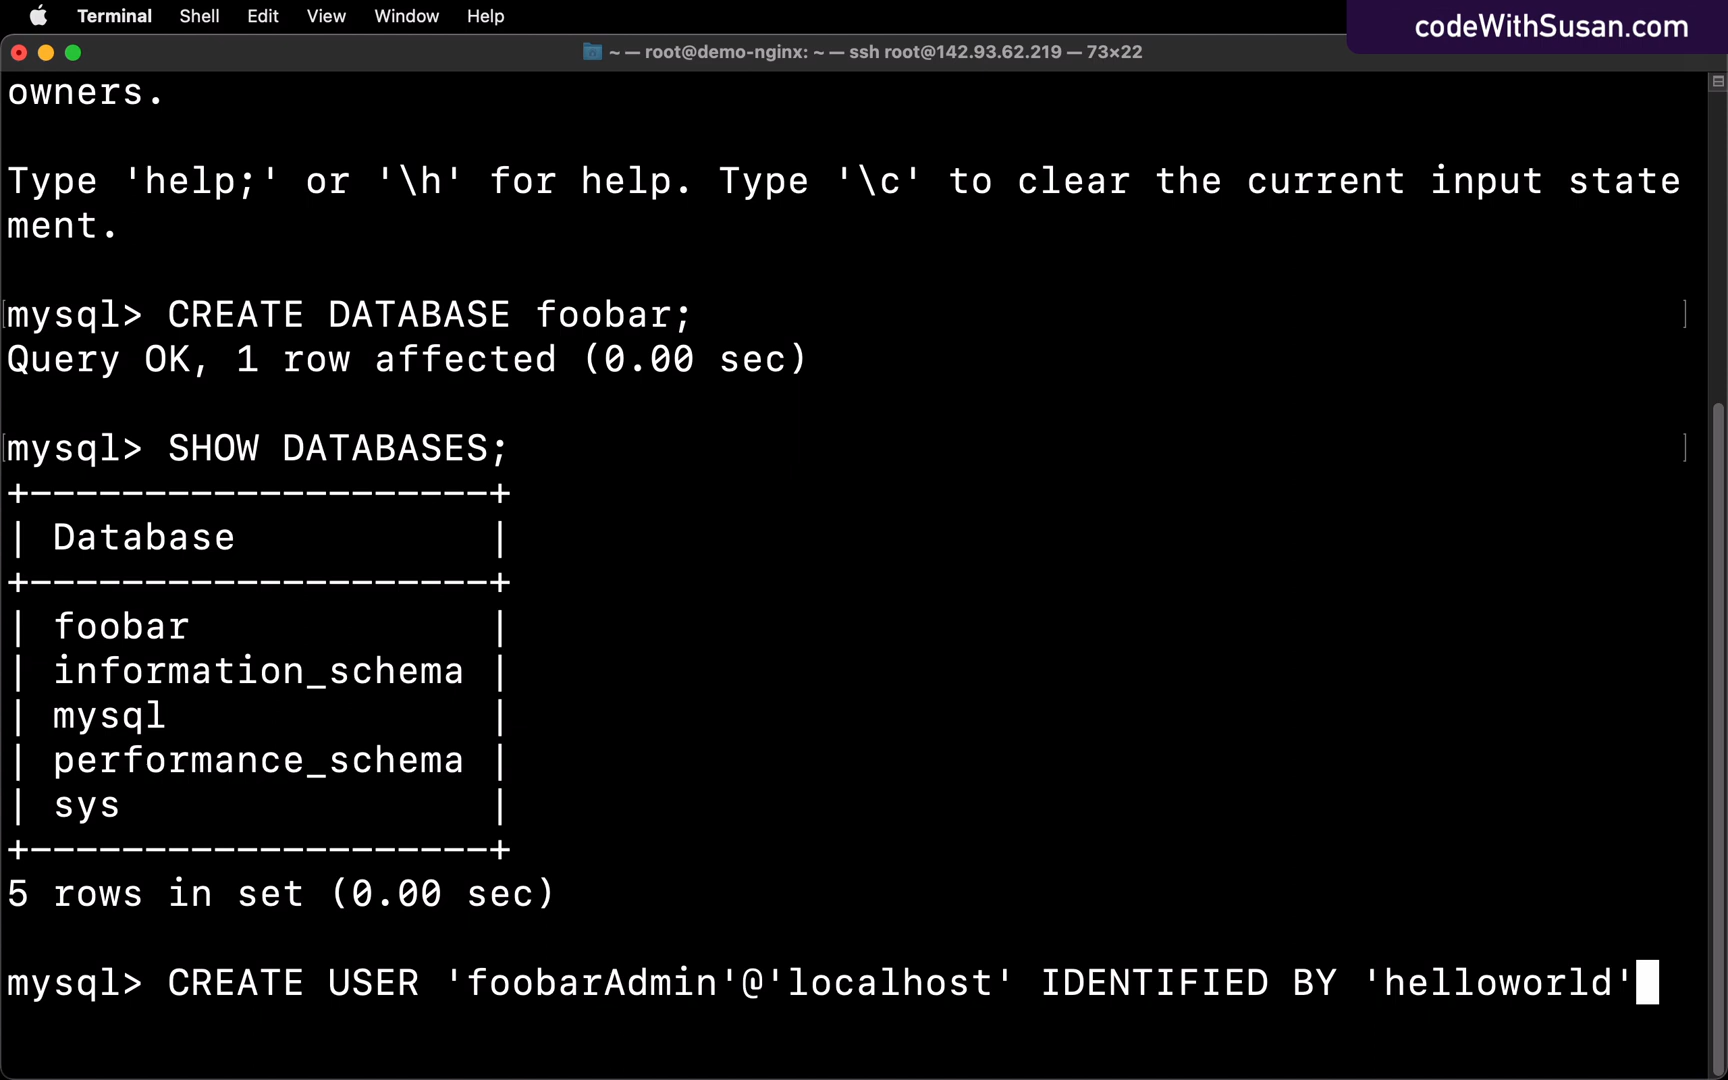 Terminal Shell Edit View Window Help
codeWithSusan.com
~ — root@demo-nginx: ~ — ssh root@142.93.62.219 — 73×22
owners.
Type 'help;' or '\h' for help. Type '\c' to clear the current input state
ment.
[mysql> CREATE DATABASE foobar; ]
Query OK, 1 row affected (0.00 sec)
[mysql> SHOW DATABASES; ]
+--------------------+
| Database           |
+--------------------+
| foobar             |
| information_schema |
| mysql              |
| performance_schema |
| sys                |
+--------------------+
5 rows in set (0.00 sec)
mysql> CREATE USER 'foobarAdmin'@'localhost' IDENTIFIED BY 'helloworld'